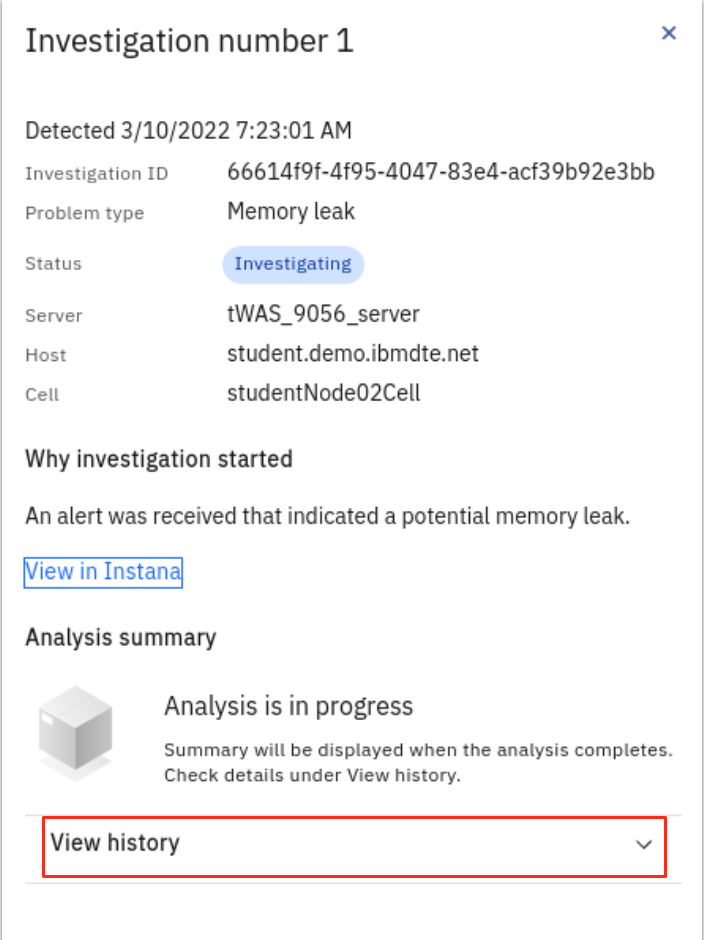 Investigation number 1
Detected 3/10/2022 7:23:01 AM
Investigation ID 66614f9f-4f95-4047-83e4-acf39b92e3bb
Problem type Memory leak
Status Investigating
Server tWAS_9056_server
Host student.demo.ibmdte.net
Cell studentNode02Cell
Why investigation started
An alert was received that indicated a potential memory leak.
View in Instana
Analysis summary
Analysis is in progress
Summary will be displayed when the analysis completes.
Check details under View history.
View history